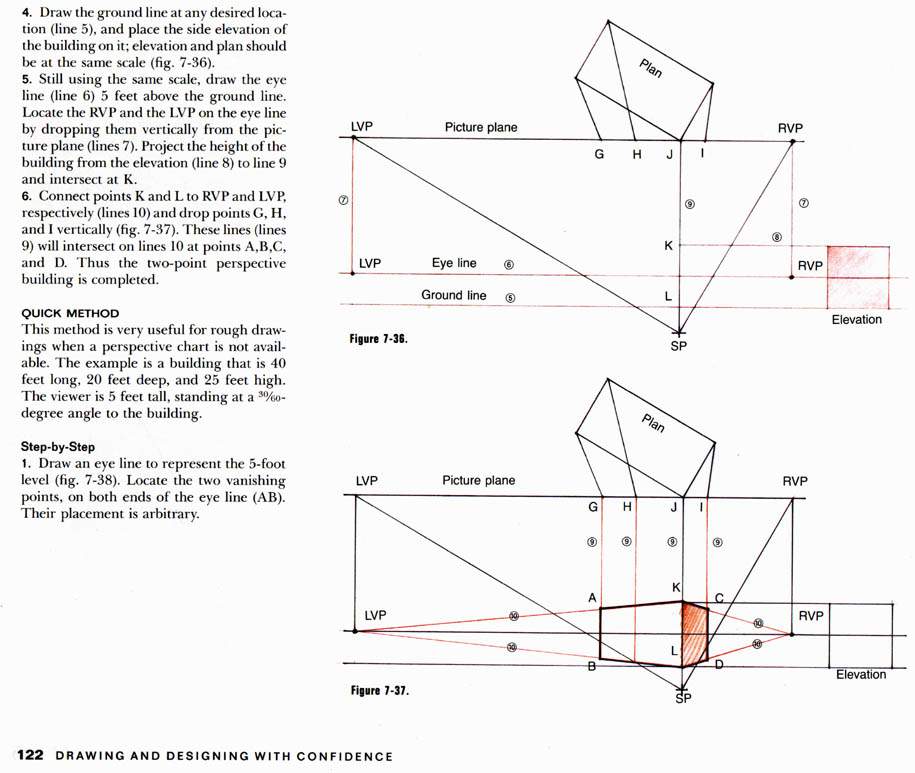 4. Draw the ground line at any desired loca-
tion (line 5), and place the side elevation of
the building on it; elevation and plan should
be at the same scale (fig. 7-36).
5. Still using the same scale, draw the eye
line (line 6) 5 feet above the ground line.
Locate the RVP and the LVP on the eye line
by dropping them vertically from the pic-
ture plane (lines 7). Project the height of the
building from the elevation (line 8) to line 9
and intersect at K.
6. Connect points K and L to RVP and LVP,
respectively (lines 10) and drop points G, H,
and I vertically (fig. 7-37). These lines (lines
9) will intersect on lines 10 at points A,B,C,
and D. Thus the two-point perspective
building is completed.
QUICK METHOD
This method is very useful for rough draw-
ings when a perspective chart is not avail-
able. The example is a building that is 40
feet long, 20 feet deep, and 25 feet high.
The viewer is 5 feet tall, standing at a 30/60-
degree angle to the building.
Step-by-Step
1. Draw an eye line to represent the 5-foot
level (fig. 7-38). Locate the two vanishing
points, on both ends of the eye line (AB).
Their placement is arbitrary.
Plan
LVP Picture plane RVP
G H J I
⑦ ⑨ ⑦
K ⑧
LVP Eye line ⑥ RVP
Ground line ⑤ L
Elevation
Figure 7-36.
SP
Plan
LVP Picture plane RVP
G H J I
⑨ ⑨ ⑨ ⑨
K
A C
LVP ⑩ ⑩ RVP
⑩ L ⑩
B D
Elevation
Figure 7-37.
SP
122 DRAWING AND DESIGNING WITH CONFIDENCE